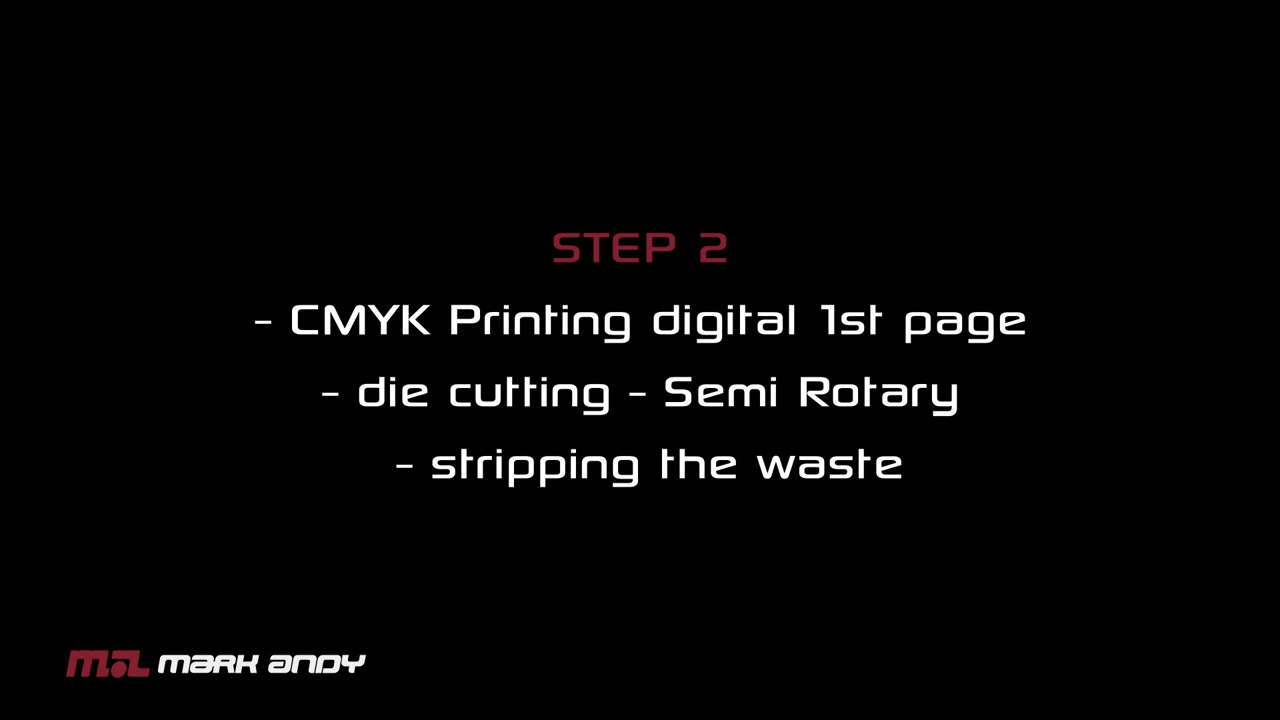 STEP 2
- CMYK Printing digital 1st page
- die cutting - Semi Rotary
- stripping the waste
MARK ANDY